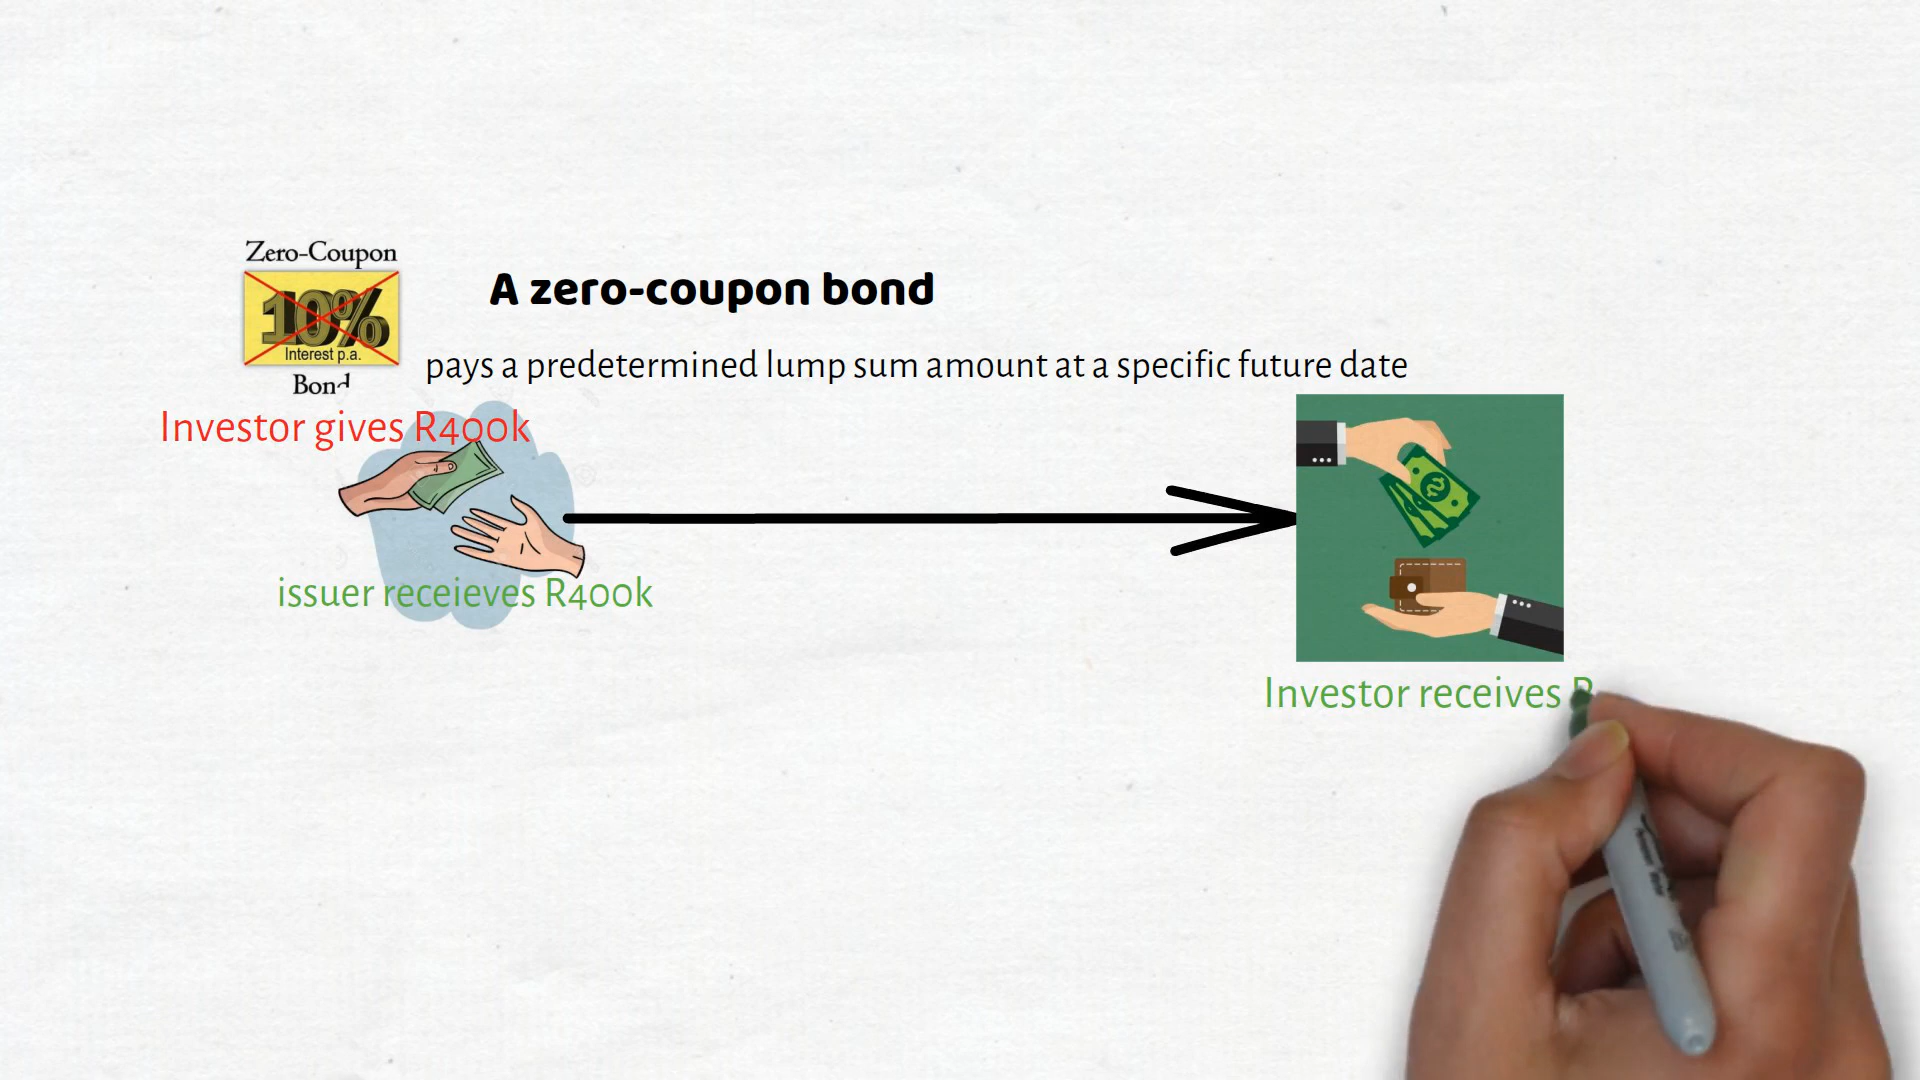 Zero-Coupon
10%
Interest p.a.
Bond
A zero-coupon bond
pays a predetermined lump sum amount at a specific future date
Investor gives R400k
issuer receieves R400k
Investor receives R